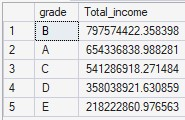 grade Total_income
1 B 797574422.358398
2 A 654336838.988281
3 C 541286918.271484
4 D 358038921.630859
5 E 218222860.976563